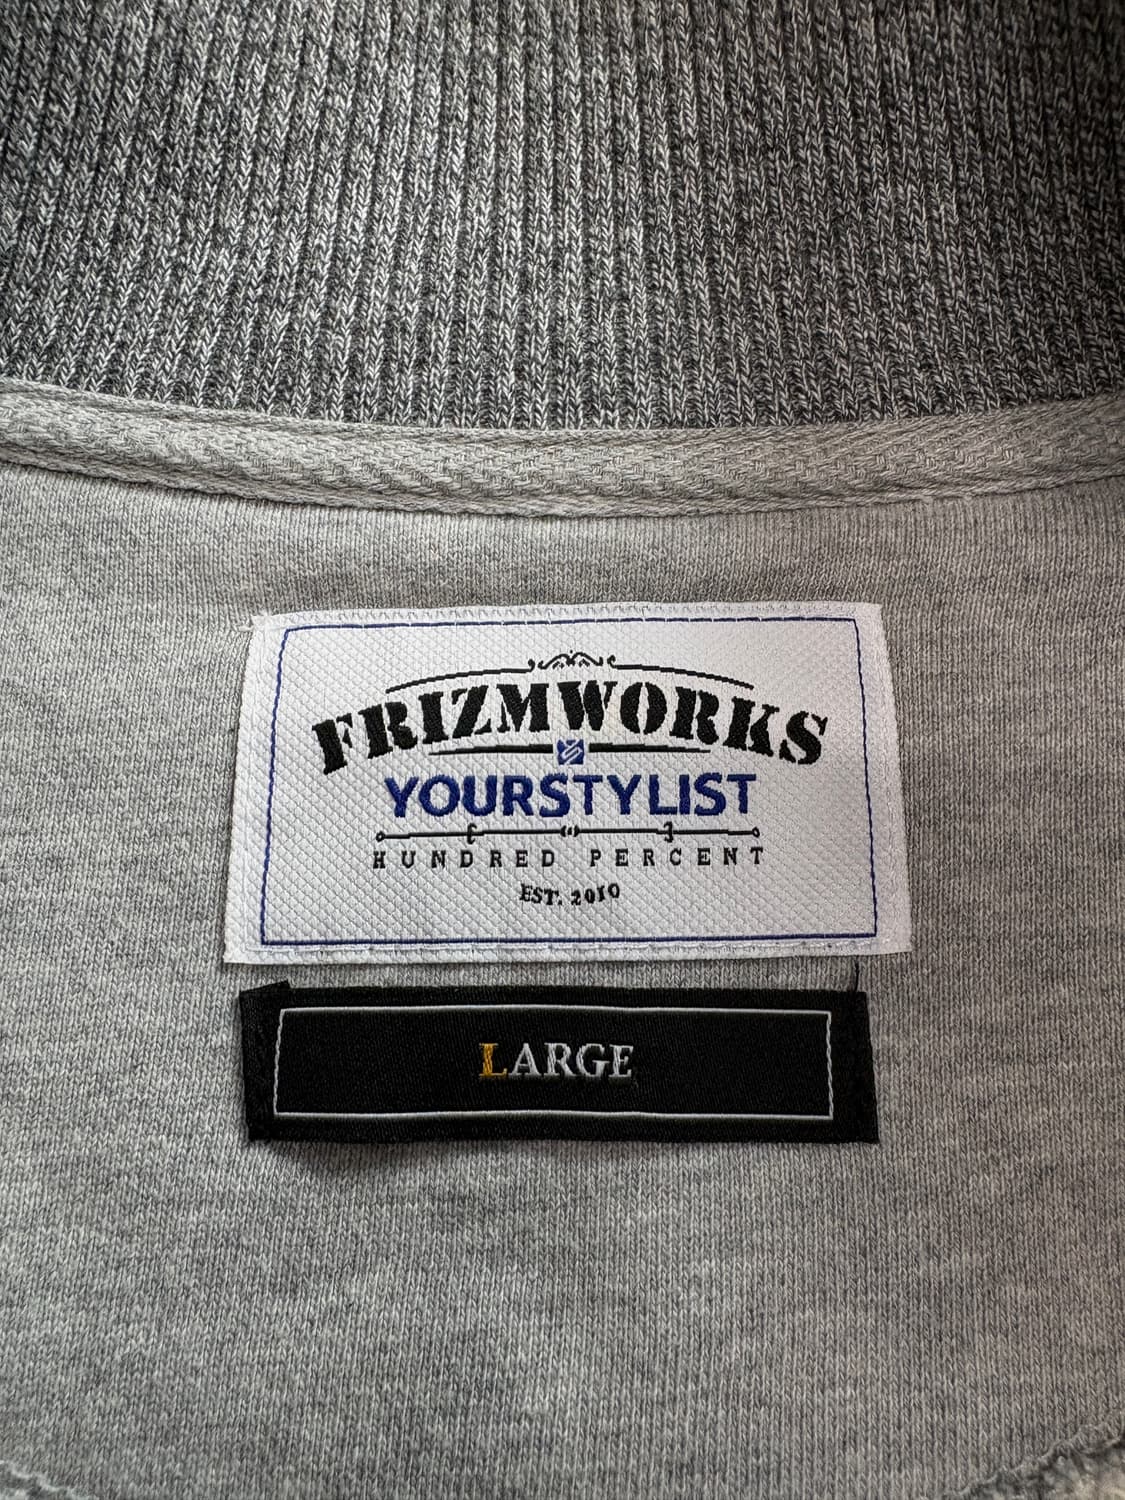 FRIZMWORKS
YOURSTYLIST
HUNDRED PERCENT
EST. 2010
LARGE